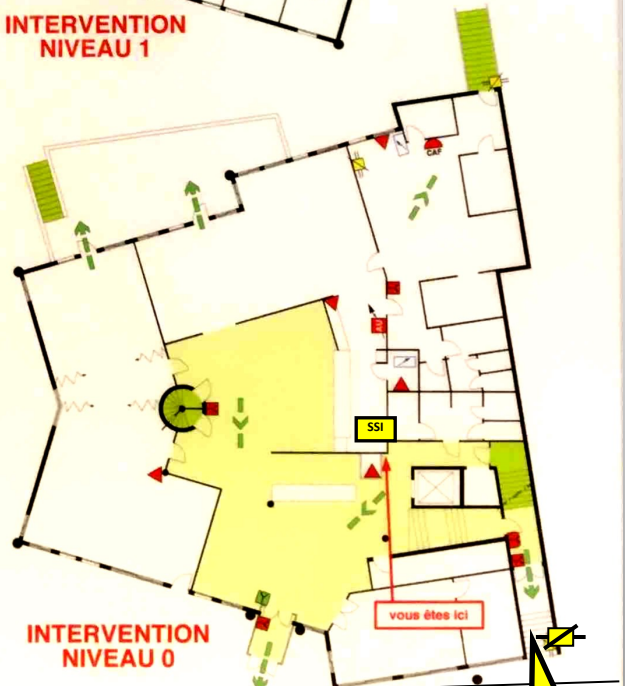 INTERVENTION
NIVEAU 1
CAF
AU
SSI
vous êtes ici
INTERVENTION
NIVEAU 0